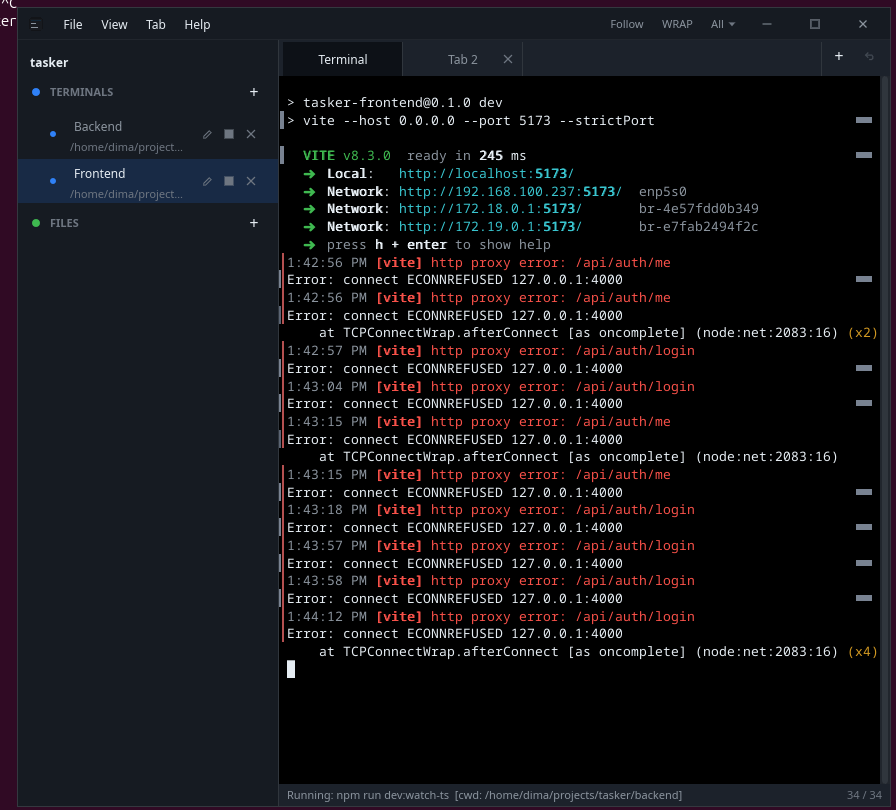 ^C
er
File View Tab Help
Follow WRAP All
tasker
TERMINALS +
Backend
/home/dima/project...
Frontend
/home/dima/project...
FILES +
Terminal
Tab 2
+
> tasker-frontend@0.1.0 dev
> vite --host 0.0.0.0 --port 5173 --strictPort
VITE v8.3.0 ready in 245 ms
➜ Local: http://localhost:5173/
➜ Network: http://192.168.100.237:5173/ enp5s0
➜ Network: http://172.18.0.1:5173/ br-4e57fdd0b349
➜ Network: http://172.19.0.1:5173/ br-e7fab2494f2c
➜ press h + enter to show help
1:42:56 PM [vite] http proxy error: /api/auth/me
Error: connect ECONNREFUSED 127.0.0.1:4000
1:42:56 PM [vite] http proxy error: /api/auth/me
Error: connect ECONNREFUSED 127.0.0.1:4000
at TCPConnectWrap.afterConnect [as oncomplete] (node:net:2083:16) (x2)
1:42:57 PM [vite] http proxy error: /api/auth/login
Error: connect ECONNREFUSED 127.0.0.1:4000
1:43:04 PM [vite] http proxy error: /api/auth/login
Error: connect ECONNREFUSED 127.0.0.1:4000
1:43:15 PM [vite] http proxy error: /api/auth/me
Error: connect ECONNREFUSED 127.0.0.1:4000
at TCPConnectWrap.afterConnect [as oncomplete] (node:net:2083:16)
1:43:15 PM [vite] http proxy error: /api/auth/me
Error: connect ECONNREFUSED 127.0.0.1:4000
1:43:18 PM [vite] http proxy error: /api/auth/login
Error: connect ECONNREFUSED 127.0.0.1:4000
1:43:57 PM [vite] http proxy error: /api/auth/login
Error: connect ECONNREFUSED 127.0.0.1:4000
1:43:58 PM [vite] http proxy error: /api/auth/login
Error: connect ECONNREFUSED 127.0.0.1:4000
1:44:12 PM [vite] http proxy error: /api/auth/login
Error: connect ECONNREFUSED 127.0.0.1:4000
at TCPConnectWrap.afterConnect [as oncomplete] (node:net:2083:16) (x4)
Running: npm run dev:watch-ts [cwd: /home/dima/projects/tasker/backend]
34 / 34